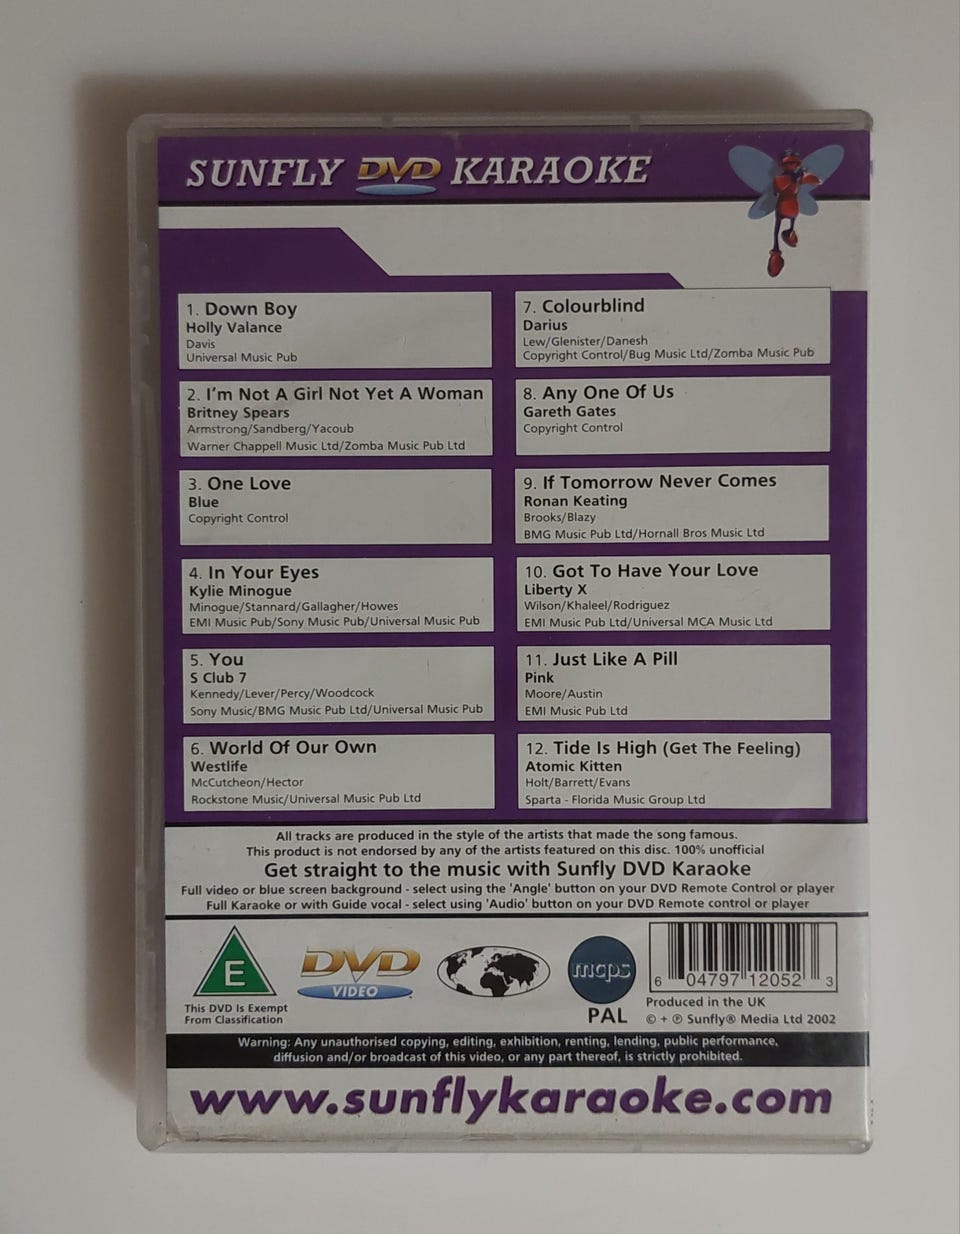 SUNFLY DVD KARAOKE
1. Down Boy
Holly Valance
Davis
Universal Music Pub
2. I'm Not A Girl Not Yet A Woman
Britney Spears
Armstrong/Sandberg/Yacoub
Warner Chappell Music Ltd/Zomba Music Pub Ltd
3. One Love
Blue
Copyright Control
4. In Your Eyes
Kylie Minogue
Minogue/Stannard/Gallagher/Howes
EMI Music Pub/Sony Music Pub/Universal Music Pub
5. You
S Club 7
Kennedy/Lever/Percy/Woodcock
Sony Music/BMG Music Pub Ltd/Universal Music Pub
6. World Of Our Own
Westlife
McCutcheon/Hector
Rockstone Music/Universal Music Pub Ltd
7. Colourblind
Darius
Lew/Glenister/Danesh
Copyright Control/Bug Music Ltd/Zomba Music Pub
8. Any One Of Us
Gareth Gates
Copyright Control
9. If Tomorrow Never Comes
Ronan Keating
Brooks/Blazy
BMG Music Pub Ltd/Hornall Bros Music Ltd
10. Got To Have Your Love
Liberty X
Wilson/Khaleel/Rodriguez
EMI Music Pub Ltd/Universal MCA Music Ltd
11. Just Like A Pill
Pink
Moore/Austin
EMI Music Pub Ltd
12. Tide Is High (Get The Feeling)
Atomic Kitten
Holt/Barrett/Evans
Sparta - Florida Music Group Ltd
All tracks are produced in the style of the artists that made the song famous.
This product is not endorsed by any of the artists featured on this disc. 100% unofficial
Get straight to the music with Sunfly DVD Karaoke
Full video or blue screen background - select using the 'Angle' button on your DVD Remote Control or player
Full Karaoke or with Guide vocal - select using 'Audio' button on your DVD Remote control or player
E
This DVD Is Exempt
From Classification
DVD
VIDEO
mcps
PAL
6 04797 12052 3
Produced in the UK
© + ℗ Sunfly® Media Ltd 2002
Warning: Any unauthorised copying, editing, exhibition, renting, lending, public performance,
diffusion and/or broadcast of this video, or any part thereof, is strictly prohibited.
www.sunflykaraoke.com